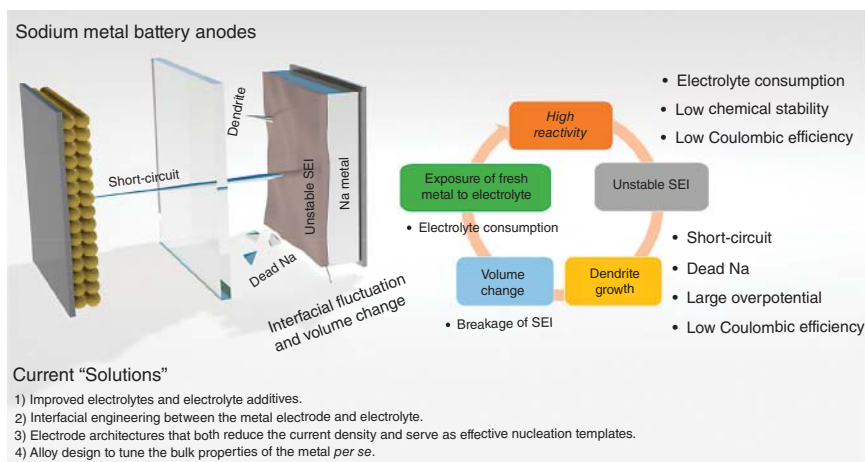 Sodium metal battery anodes
Dendrite
Short-circuit
Unstable SEI
Na metal
Dead Na
Interfacial fluctuation
and volume change
High
reactivity
• Electrolyte consumption
• Low chemical stability
• Low Coulombic efficiency
Exposure of fresh
metal to electrolyte
• Electrolyte consumption
Unstable SEI
Volume
change
• Breakage of SEI
Dendrite
growth
• Short-circuit
• Dead Na
• Large overpotential
• Low Coulombic efficiency
Current “Solutions”
1) Improved electrolytes and electrolyte additives.
2) Interfacial engineering between the metal electrode and electrolyte.
3) Electrode architectures that both reduce the current density and serve as effective nucleation templates.
4) Alloy design to tune the bulk properties of the metal per se.